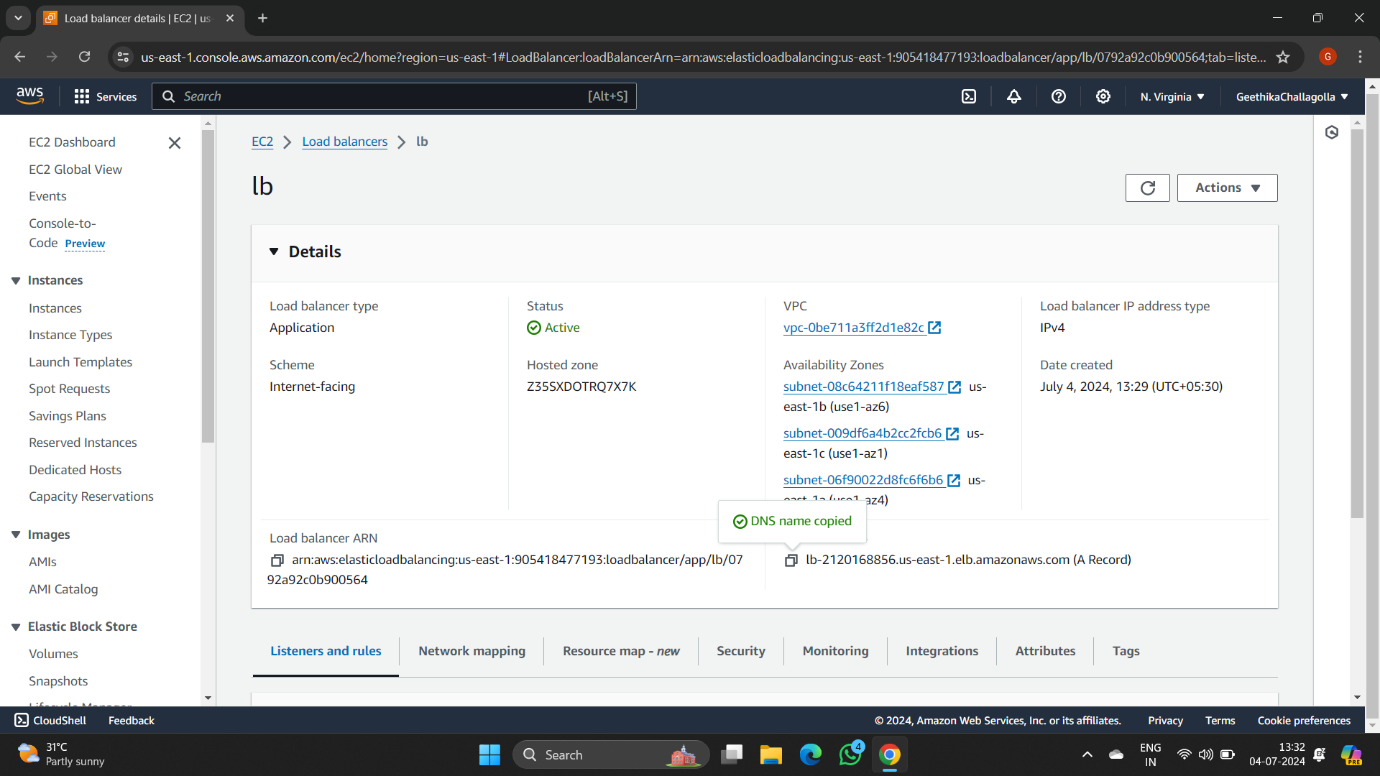 Load balancer details | EC2 | us-
us-east-1.console.aws.amazon.com/ec2/home?region=us-east-1#LoadBalancer:loadBalancerArn=arn:aws:elasticloadbalancing:us-east-1:905418477193:loadbalancer/app/lb/0792a92c0b900564;tab=liste...
G
aws
Services
Search
[Alt+S]
N. Virginia
GeethikaChallagolla
EC2 Dashboard
EC2 Global View
Events
Console-to-
Code Preview
Instances
Instances
Instance Types
Launch Templates
Spot Requests
Savings Plans
Reserved Instances
Dedicated Hosts
Capacity Reservations
Images
AMIs
AMI Catalog
Elastic Block Store
Volumes
Snapshots
Lifecycle Manager
EC2
Load balancers
lb
lb
Actions
Details
Load balancer type
Application
Status
Active
VPC
vpc-0be711a3ff2d1e82c
Load balancer IP address type
IPv4
Scheme
Internet-facing
Hosted zone
Z35SXDOTRQ7X7K
Availability Zones
subnet-08c64211f18eaf587 us-
east-1b (use1-az6)
subnet-009df6a4b2cc2fcb6 us-
east-1c (use1-az1)
subnet-06f90022d8fc6f6b6 us-
east-1a (use1-az4)
Date created
July 4, 2024, 13:29 (UTC+05:30)
DNS name copied
Load balancer ARN
arn:aws:elasticloadbalancing:us-east-1:905418477193:loadbalancer/app/lb/07
92a92c0b900564
lb-2120168856.us-east-1.elb.amazonaws.com (A Record)
Listeners and rules
Network mapping
Resource map - new
Security
Monitoring
Integrations
Attributes
Tags
CloudShell
Feedback
© 2024, Amazon Web Services, Inc. or its affiliates.
Privacy
Terms
Cookie preferences
31°C
Partly sunny
Search
4
ENG
IN
13:32
04-07-2024
PRE